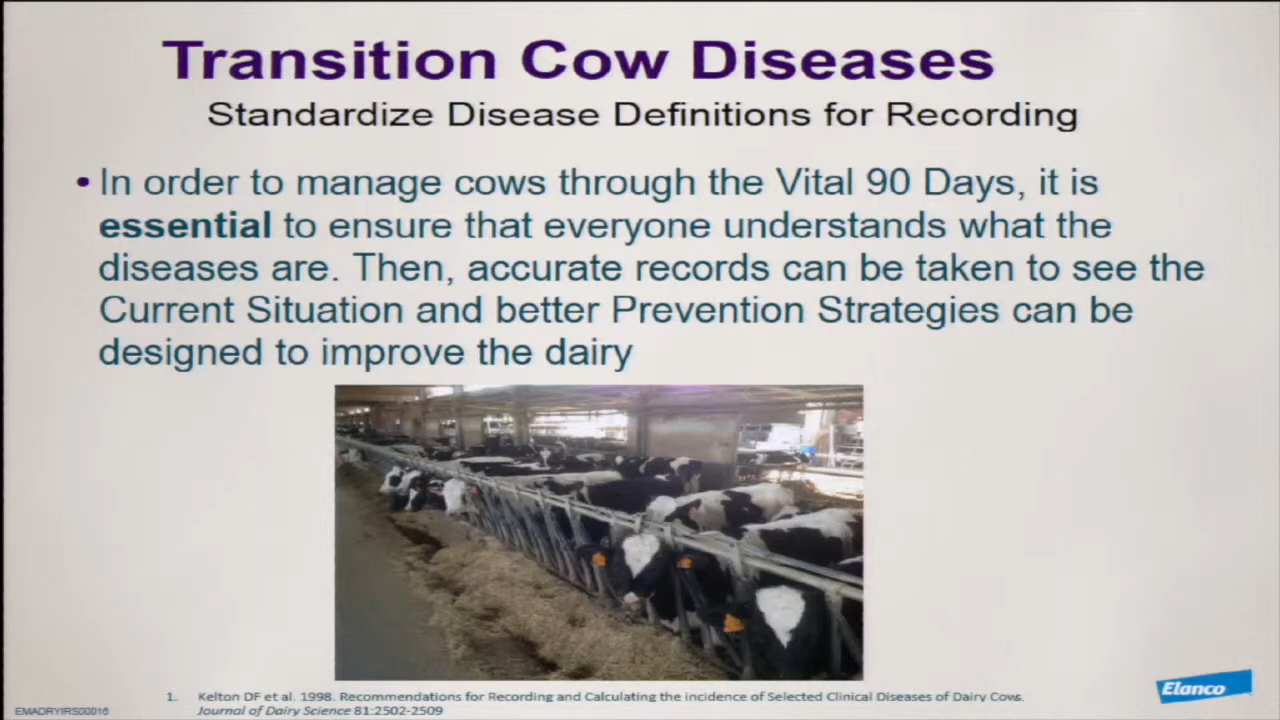 Transition Cow Diseases
Standardize Disease Definitions for Recording
• In order to manage cows through the Vital 90 Days, it is
essential to ensure that everyone understands what the
diseases are. Then, accurate records can be taken to see the
Current Situation and better Prevention Strategies can be
designed to improve the dairy
1. Kelton DF et al. 1998. Recommendations for Recording and Calculating the incidence of Selected Clinical Diseases of Dairy Cows.
Journal of Dairy Science 81:2502-2509
Elanco
EMADRYIRS00016